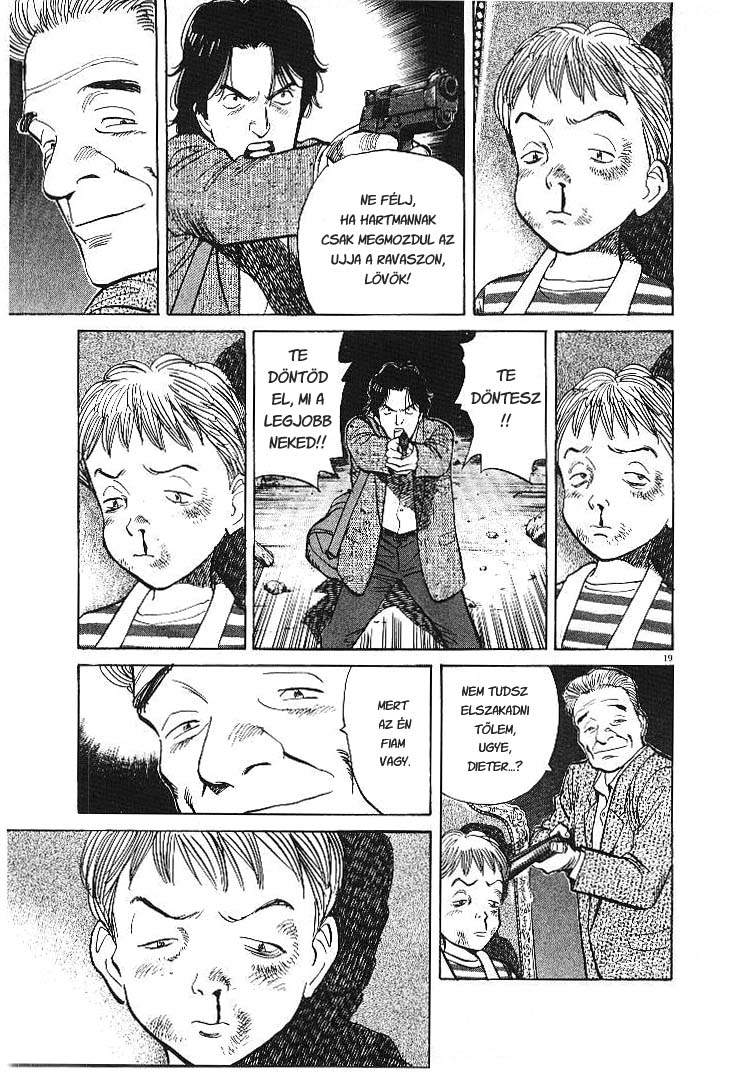 NE FÉLJ,
HA HARTMANNAK
CSAK MEGMOZDUL AZ
UJJA A RAVASZON,
LÖVÖK!
TE
DÖNTESZ
!!
TE
DÖNTÖD
EL, MI A
LEGJOBB
NEKED!!
19
NEM TUDSZ
ELSZAKADNI
TŐLEM,
UGYE,
DIETER...?
MERT
AZ ÉN
FIAM
VAGY.